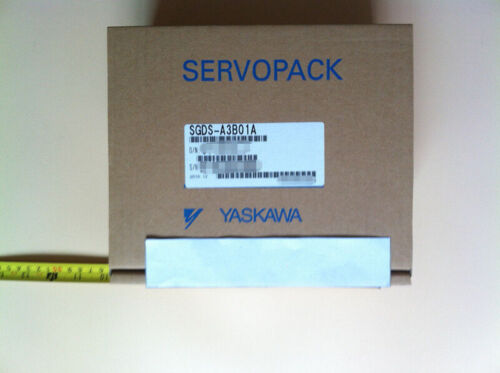 SERVOPACK
SGDS-A3B01A
O/N
S/N
YASKAWA